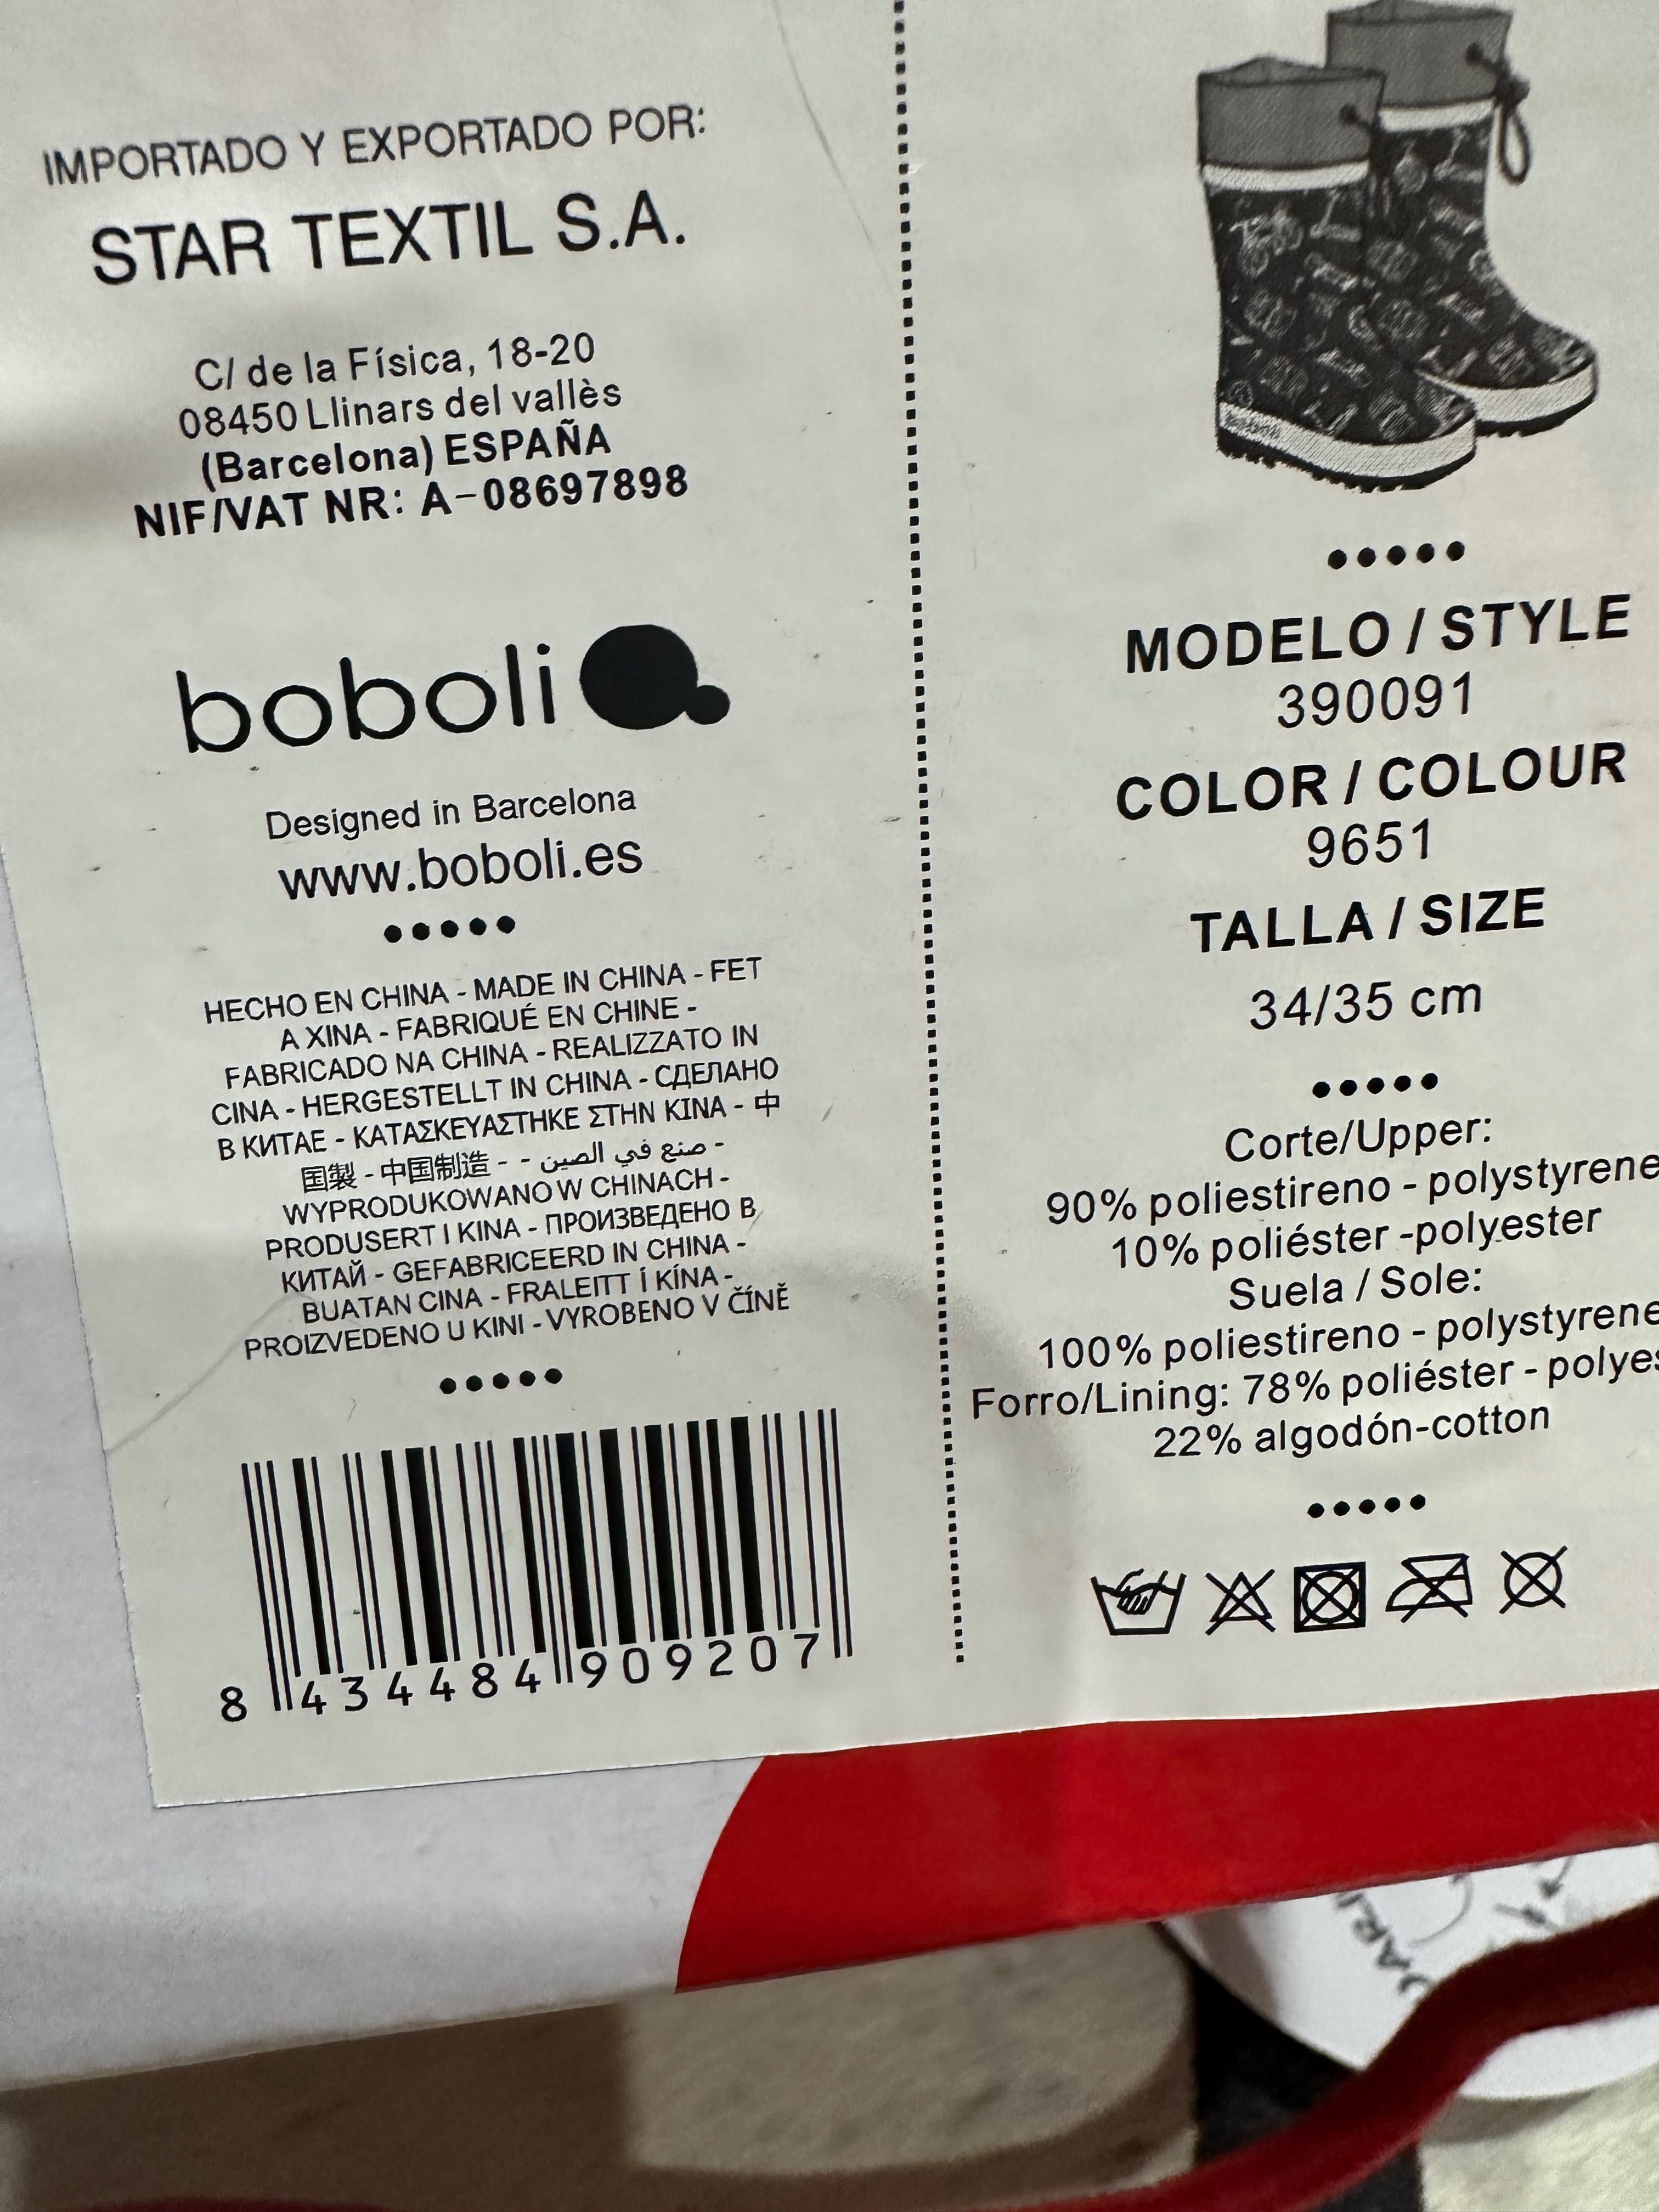 IMPORTADO Y EXPORTADO POR:
STAR TEXTIL S.A.
C/ de la Física, 18-20
08450 Llinars del vallès
(Barcelona) ESPAÑA
NIF/VAT NR: A-08697898
boboli
Designed in Barcelona
www.boboli.es
HECHO EN CHINA - MADE IN CHINA - FET
A XINA - FABRIQUÉ EN CHINE -
FABRICADO NA CHINA - REALIZZATO IN
CINA - HERGESTELLT IN CHINA - СДЕЛАНО
В КИТАЕ - ΚΑΤΑΣΚΕΥΑΣΤΗΚΕ ΣΤΗΝ ΚΙΝΑ - 中
国製 - 中国制造 - - صنع في الصين -
WYPRODUKOWANO W CHINACH -
PRODUSERT I KINA - ПРОИЗВЕДЕНО В
КИТАЙ - GEFABRICEERD IN CHINA -
BUATAN CINA - FRALEITT Í KÍNA -
PROIZVEDENO U KINI - VYROBENO V ČÍNĚ
8 434484 909207
MODELO / STYLE
390091
COLOR / COLOUR
9651
TALLA / SIZE
34/35 cm
Corte/Upper:
90% poliestireno - polystyrene
10% poliéster -polyester
Suela / Sole:
100% poliestireno - polystyrene
Forro/Lining: 78% poliéster - polyes
22% algodón-cotton